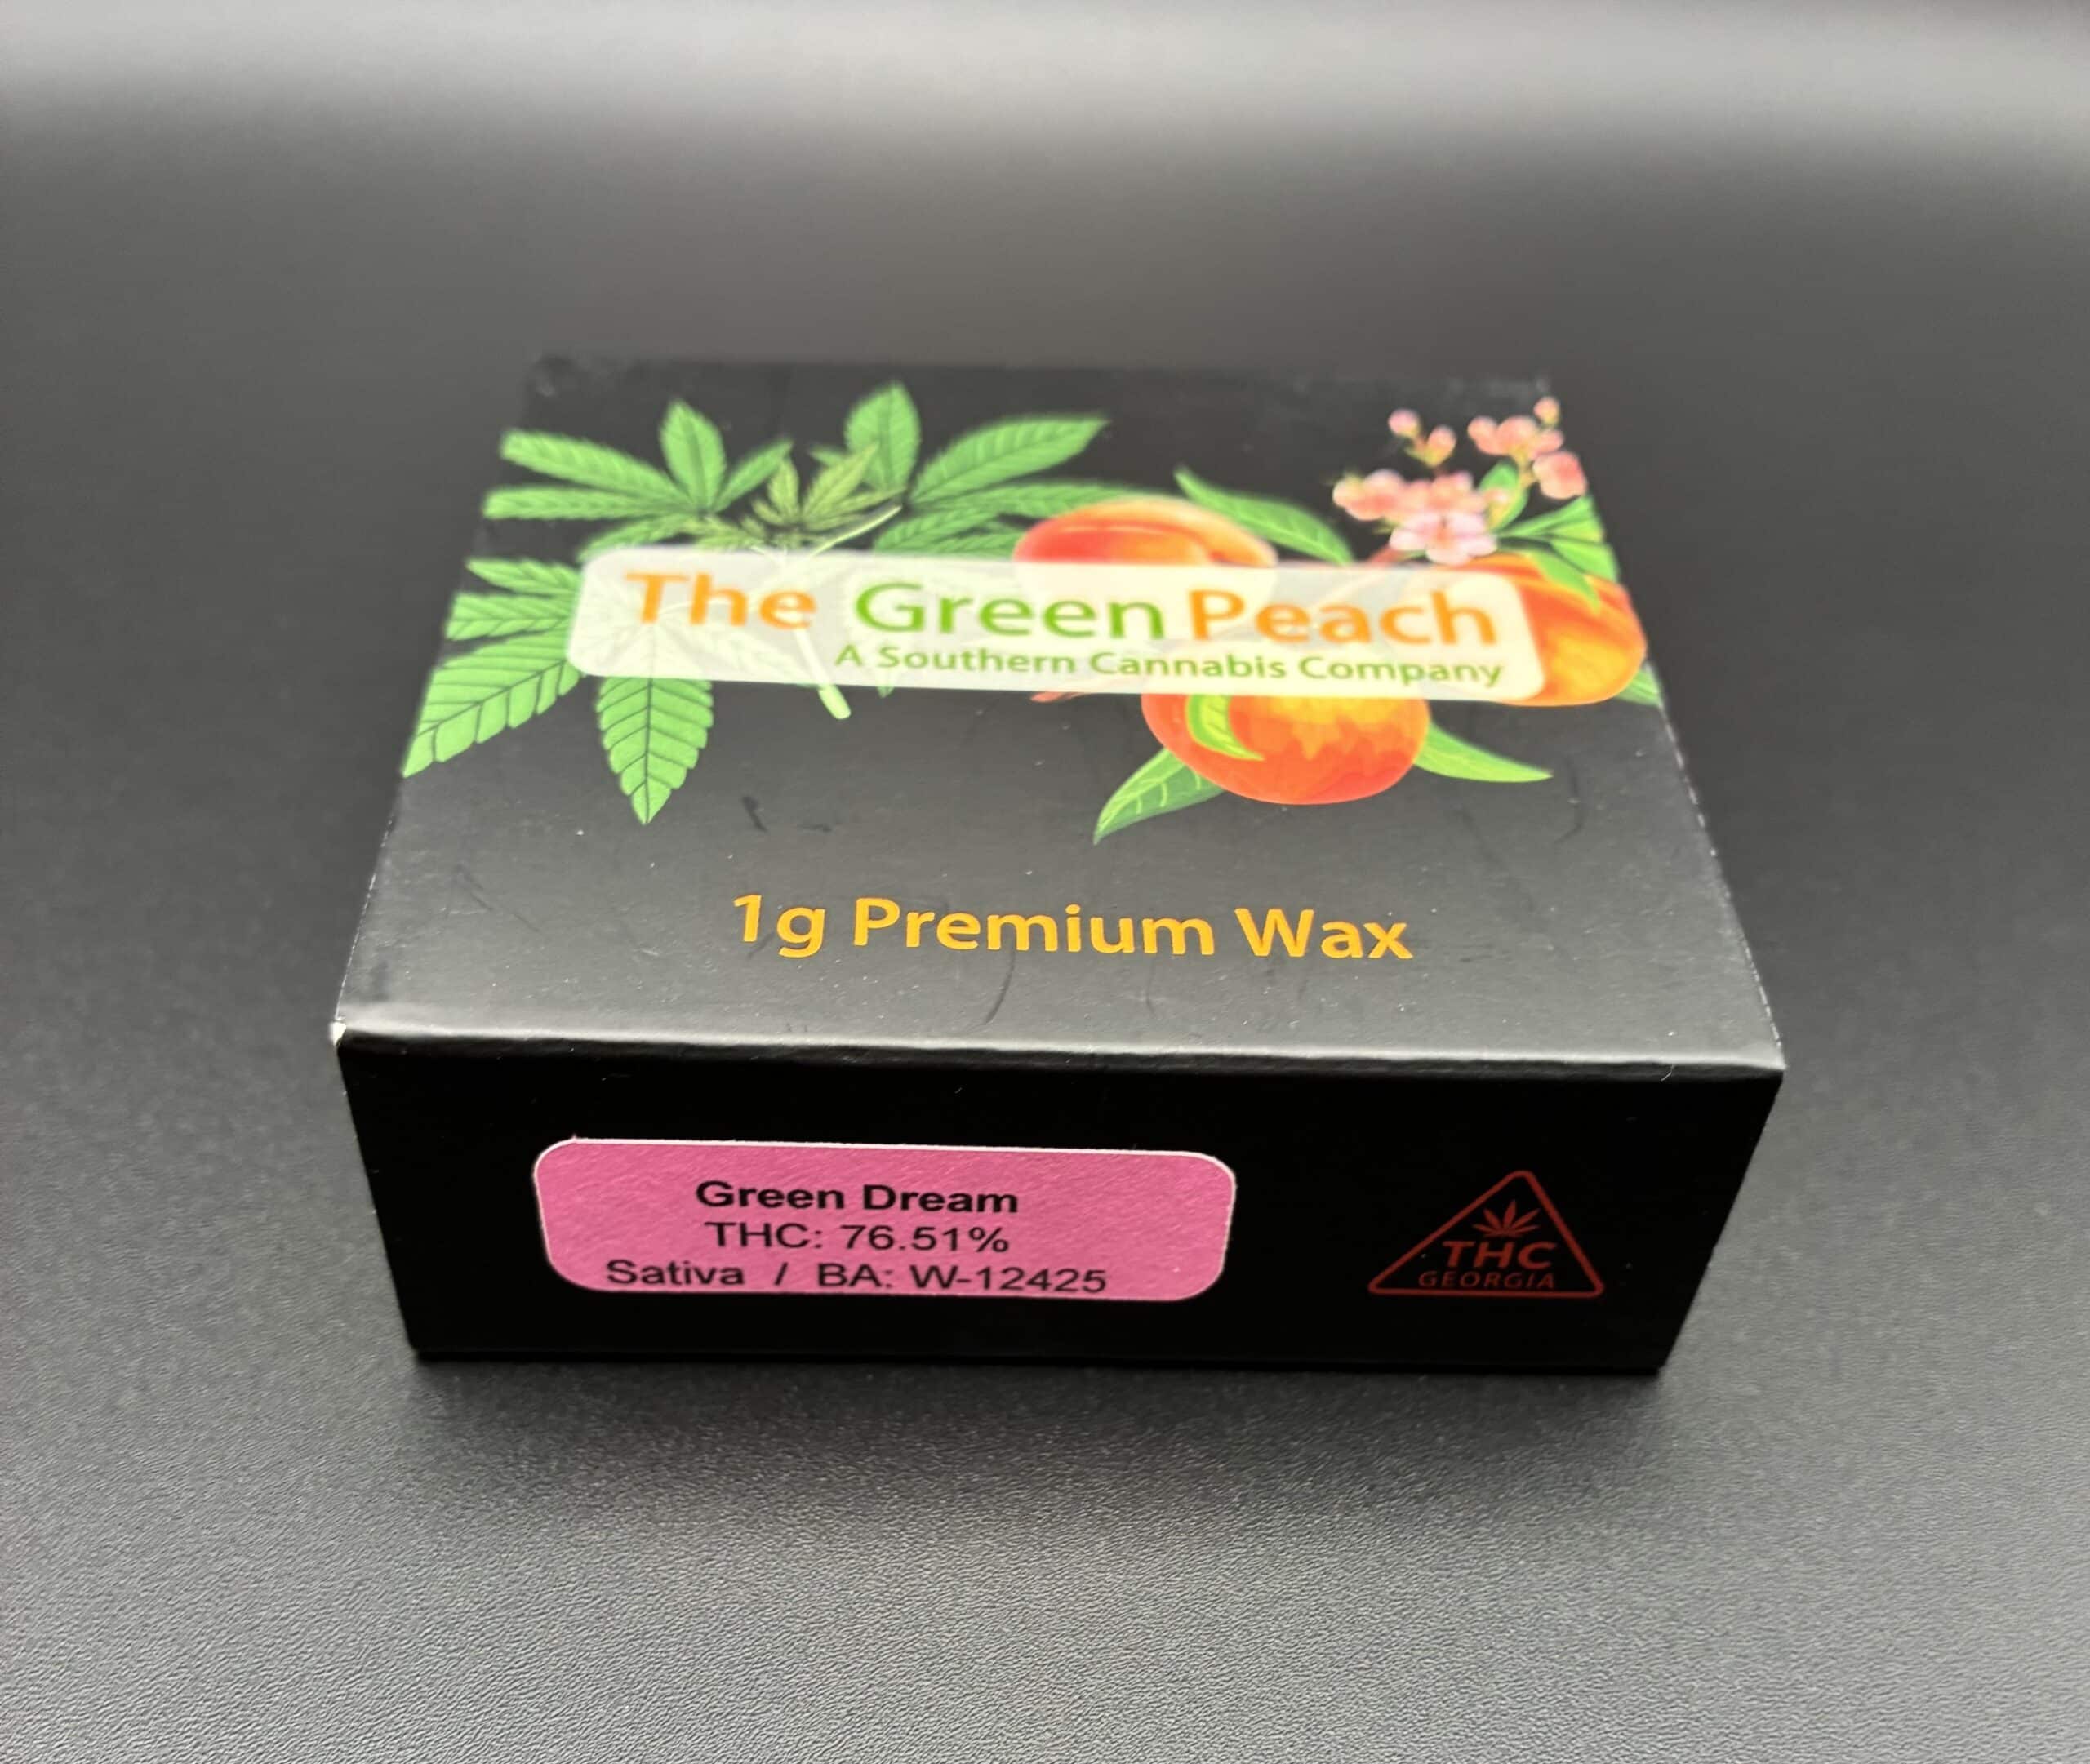 The Green Peach
A Southern Cannabis Company
1g Premium Wax
Green Dream
THC: 76.51%
Sativa / BA: W-12425
THC
GEORGIA